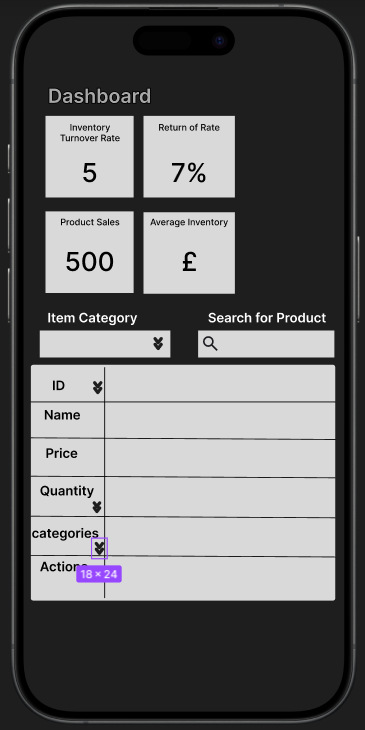 Dashboard
Inventory
Turnover Rate
5
Return of Rate
7%
Product Sales
500
Average Inventory
£
Item Category
Search for Product
ID
Name
Price
Quantity
categories
Actions
18 × 24